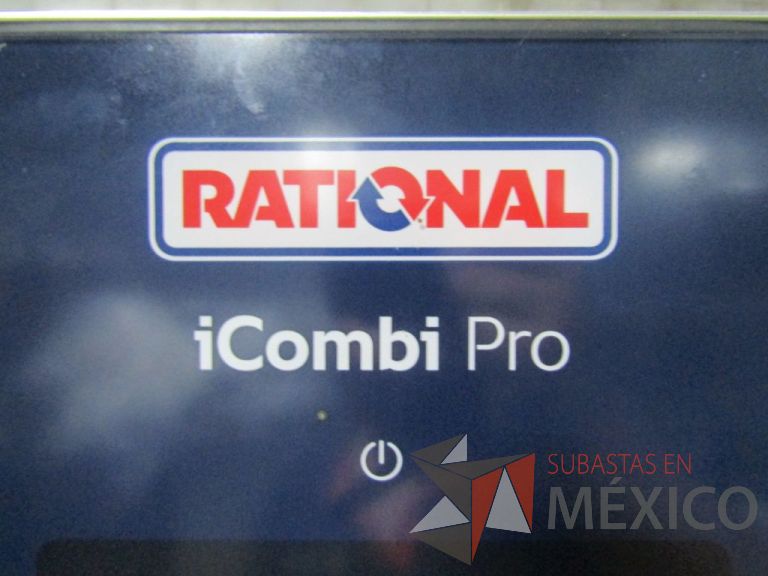 RATIONAL
iCombi Pro
SUBASTAS EN
MÉXICO